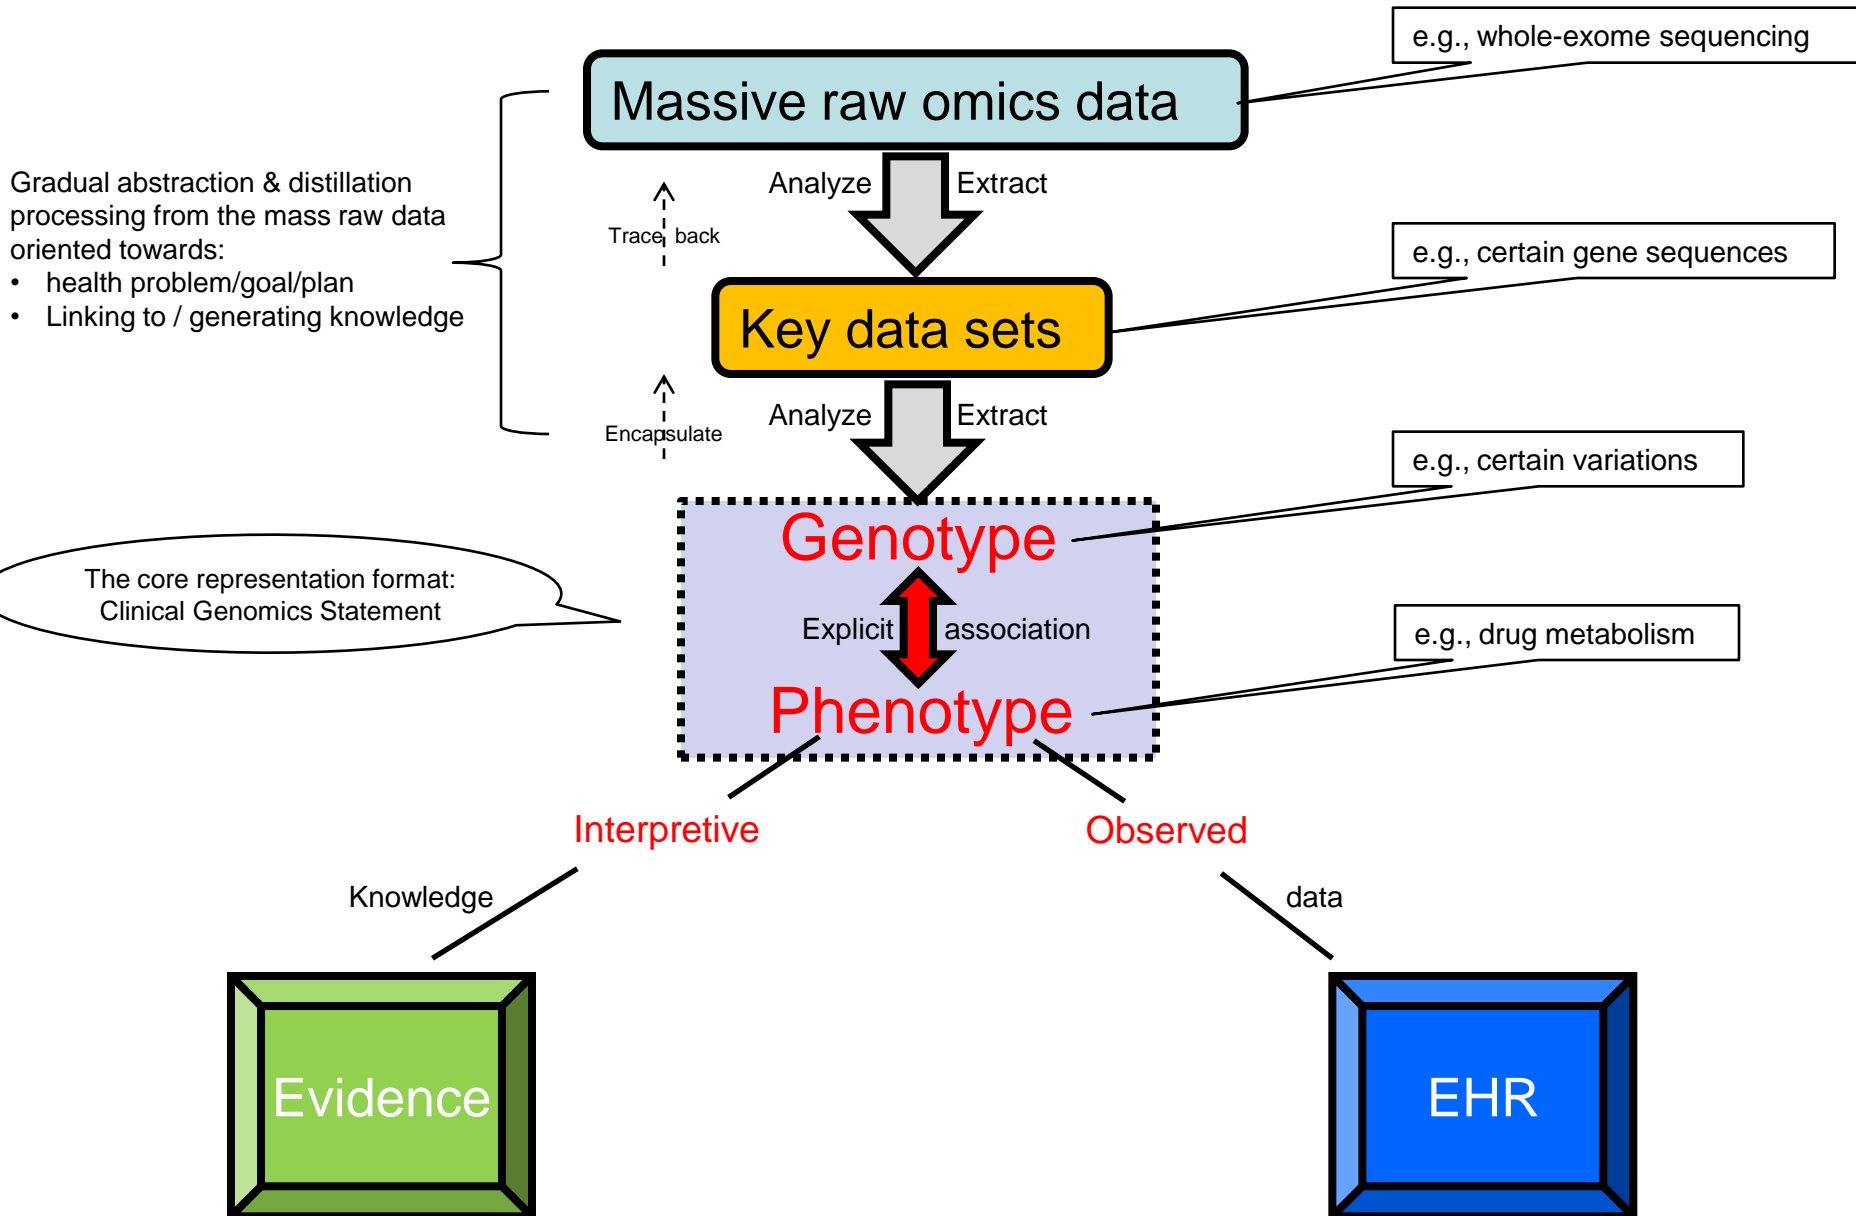 e.g., whole-exome sequencing
Massive raw omics data
Gradual abstraction & distillation
processing from the mass raw data
oriented towards:
• health problem/goal/plan
• Linking to / generating knowledge
Analyze Extract
Trace back
e.g., certain gene sequences
Key data sets
Analyze Extract
Encapsulate
e.g., certain variations
Genotype
The core representation format:
Clinical Genomics Statement
Explicit association
e.g., drug metabolism
Phenotype
Interpretive
Observed
Knowledge
data
Evidence
EHR